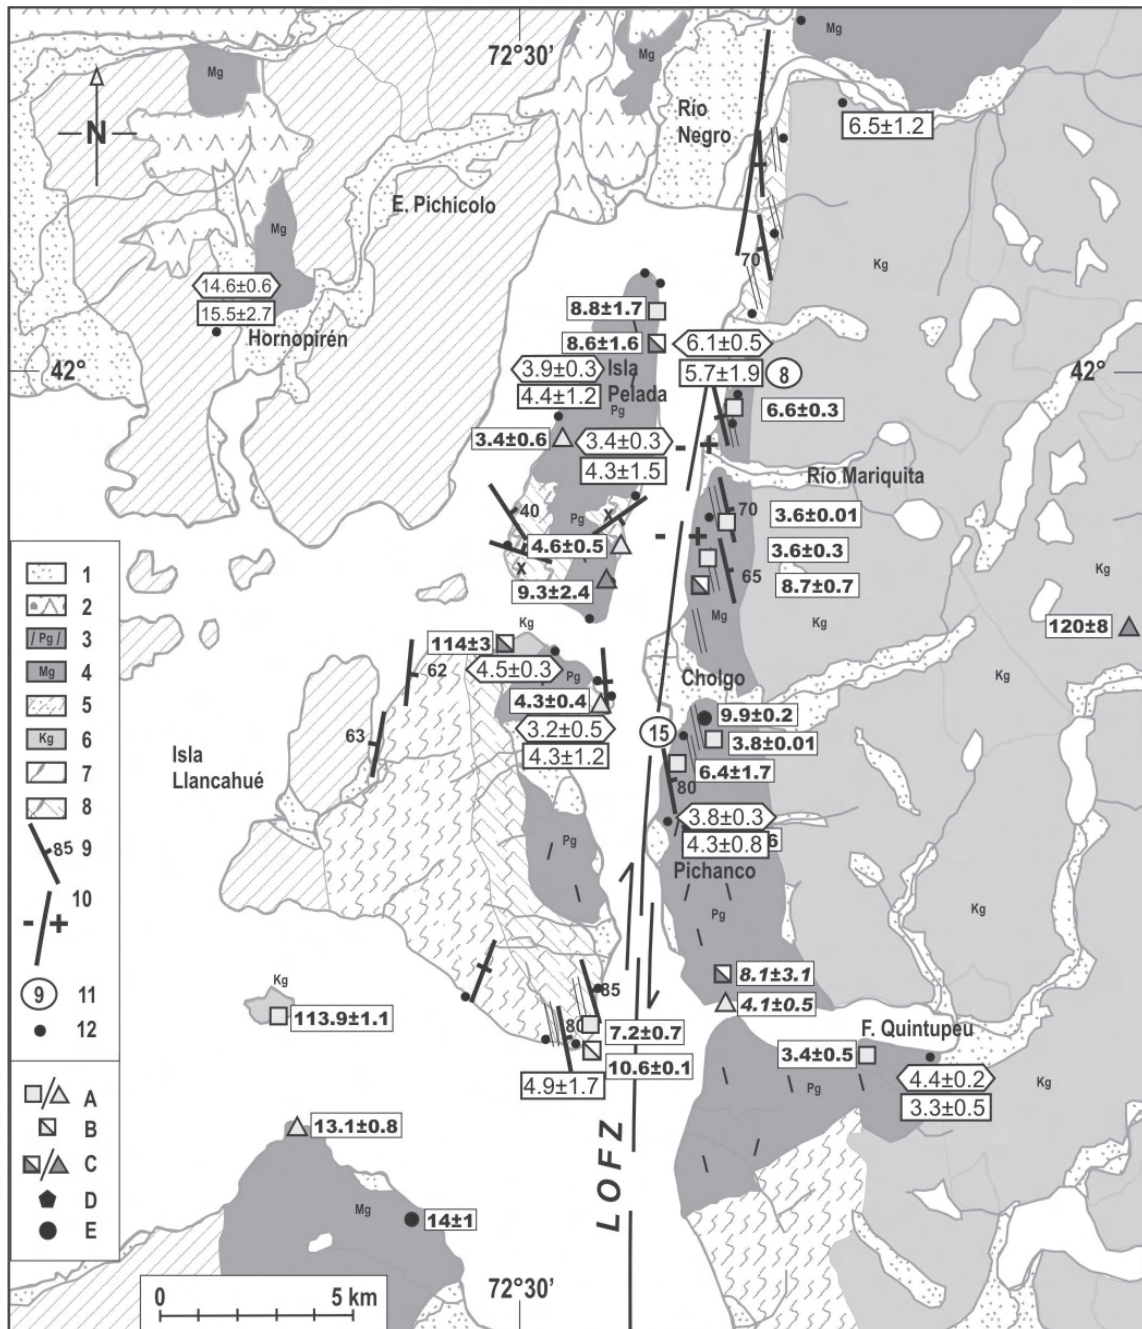 Mg
72°30'
Mg
Mg
Río
Negro
6.5±1.2
N
E. Pichicolo
Mg
Kg
70
14.6±0.6
15.5±2.7
Hornopirén
8.8±1.7
8.6±1.6
6.1±0.5
5.7±1.9
8
42°
42°
3.9±0.3
4.4±1.2
Isla
Pelada
Pg
6.6±0.3
3.4±0.6
3.4±0.3
4.3±1.5
- +
Río Mariquita
40
x
Pg
70
3.6±0.01
4.6±0.5
- +
3.6±0.3
x
9.3±2.4
65
8.7±0.7
Kg
Mg
Kg
Kg
120±8
114±3
62
4.5±0.3
Pg
Cholgo
Kg
4.3±0.4
9.9±0.2
3.2±0.5
4.3±1.2
15
3.8±0.01
63
Isla
Llancahué
6.4±1.7
80
3.8±0.3
4.3±0.8
6
Pg
Pichanco
Pg
Kg
8.1±3.1
4.1±0.5
Kg
113.9±1.1
85
80
7.2±0.7
10.6±0.1
4.9±1.7
F. Quintupeu
3.4±0.5
4.4±0.2
3.3±0.5
Kg
Pg
13.1±0.8
Mg
14±1
LOFZ
72°30'
0 5 km
1
2
/ Pg / 3
Mg 4
5
Kg 6
7
8
85 9
10
- +
9 11
12
A
B
C
D
E